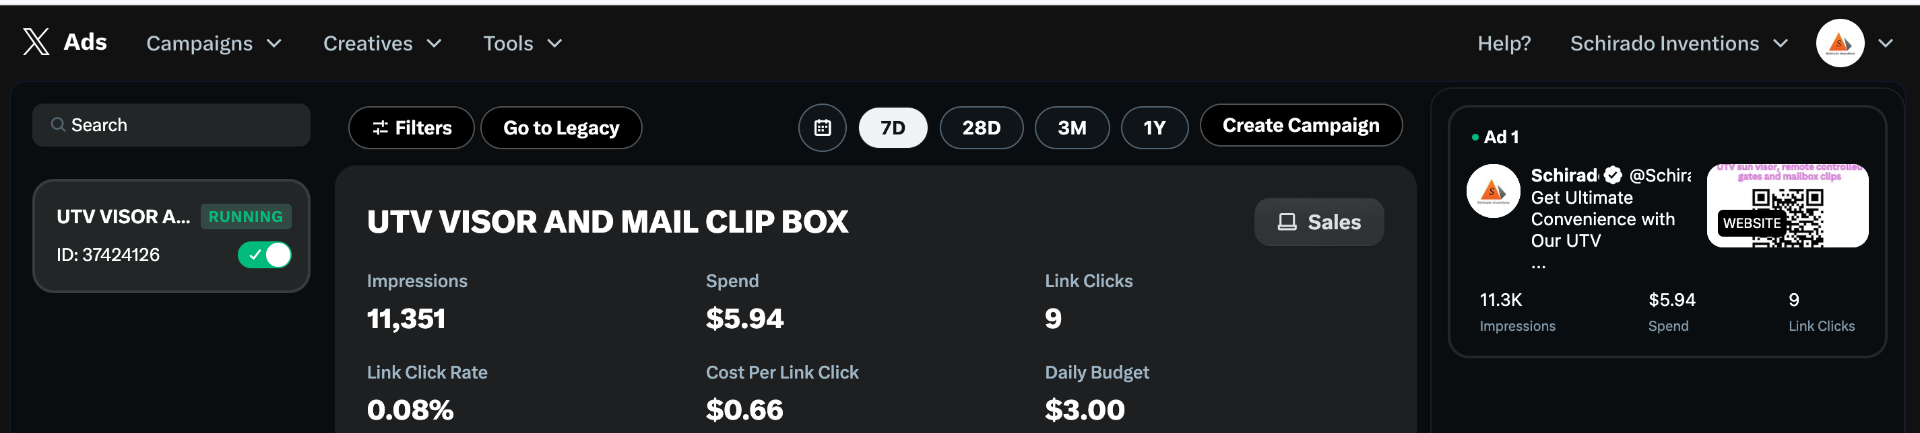 Ads
Campaigns
Creatives
Tools
Help?
Schirado Inventions
Search
Filters
Go to Legacy
7D
28D
3M
1Y
Create Campaign
UTV VISOR A... RUNNING
ID: 37424126
UTV VISOR AND MAIL CLIP BOX
Sales
Impressions
11,351
Spend
$5.94
Link Clicks
9
Link Click Rate
0.08%
Cost Per Link Click
$0.66
Daily Budget
$3.00
Ad 1
Schirad @Schira
Get Ultimate
Convenience with
Our UTV
...
UTV sun visor, remote controlled
gates and mailbox clips
WEBSITE
11.3K
Impressions
$5.94
Spend
9
Link Clicks